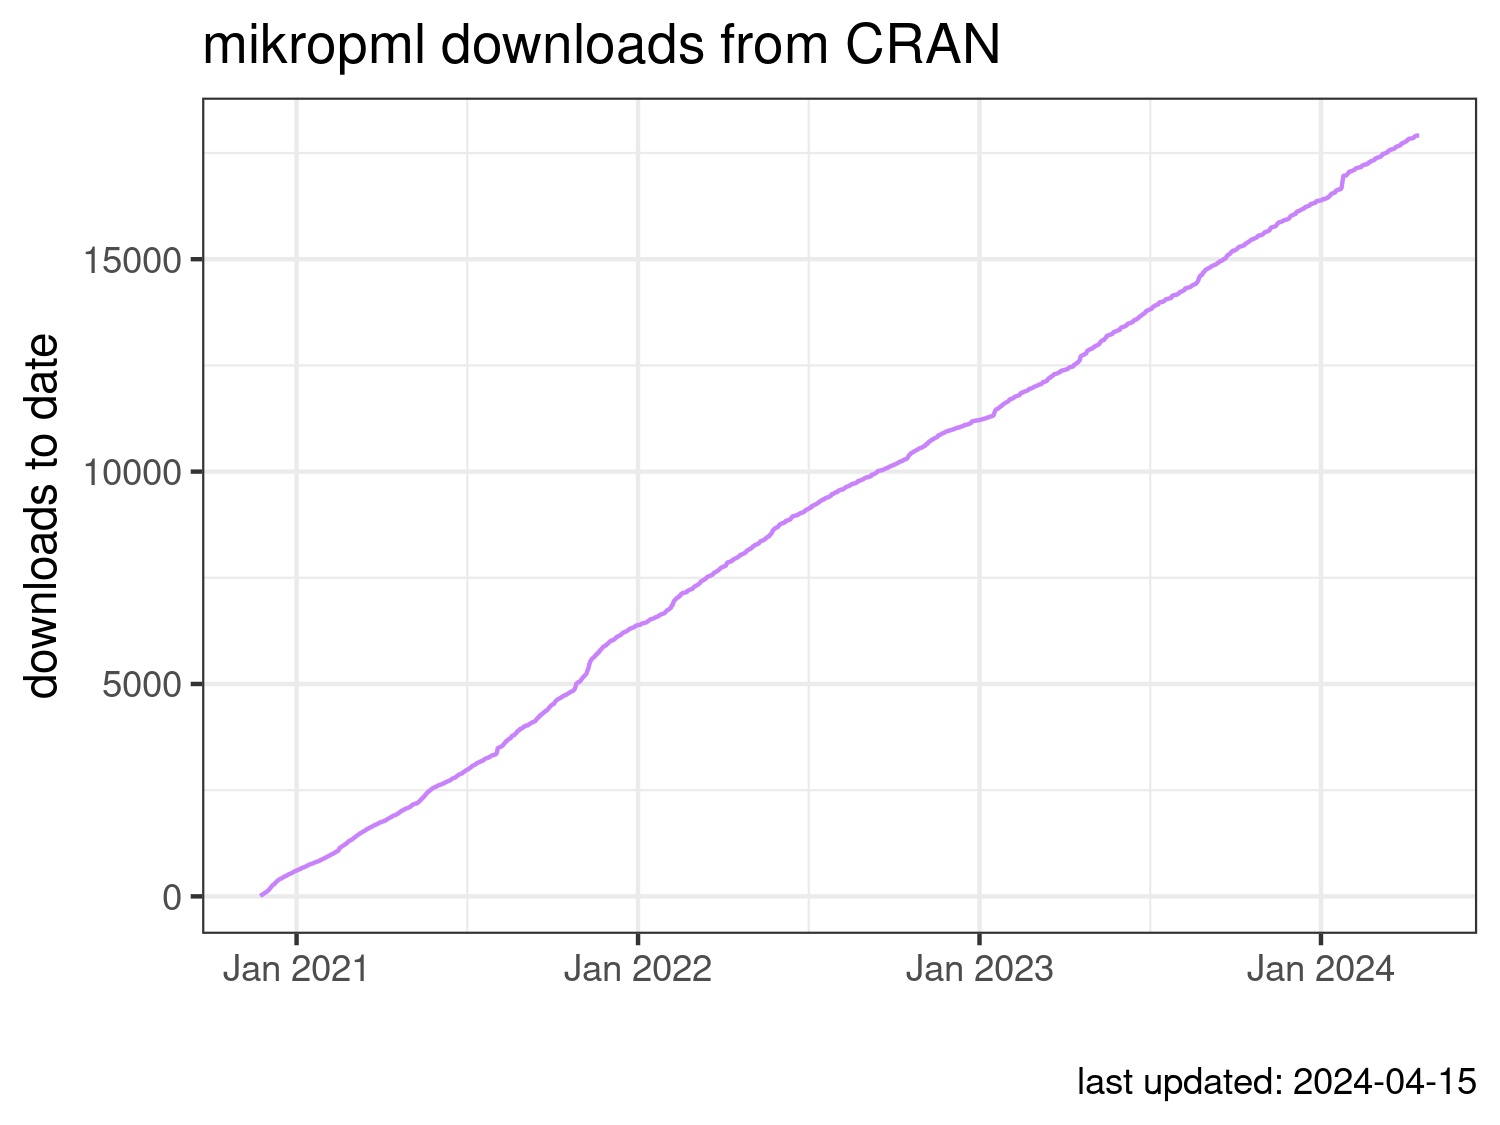 mikropml downloads from CRAN
downloads to date
15000
10000
5000
0
Jan 2021 Jan 2022 Jan 2023 Jan 2024
last updated: 2024-04-15